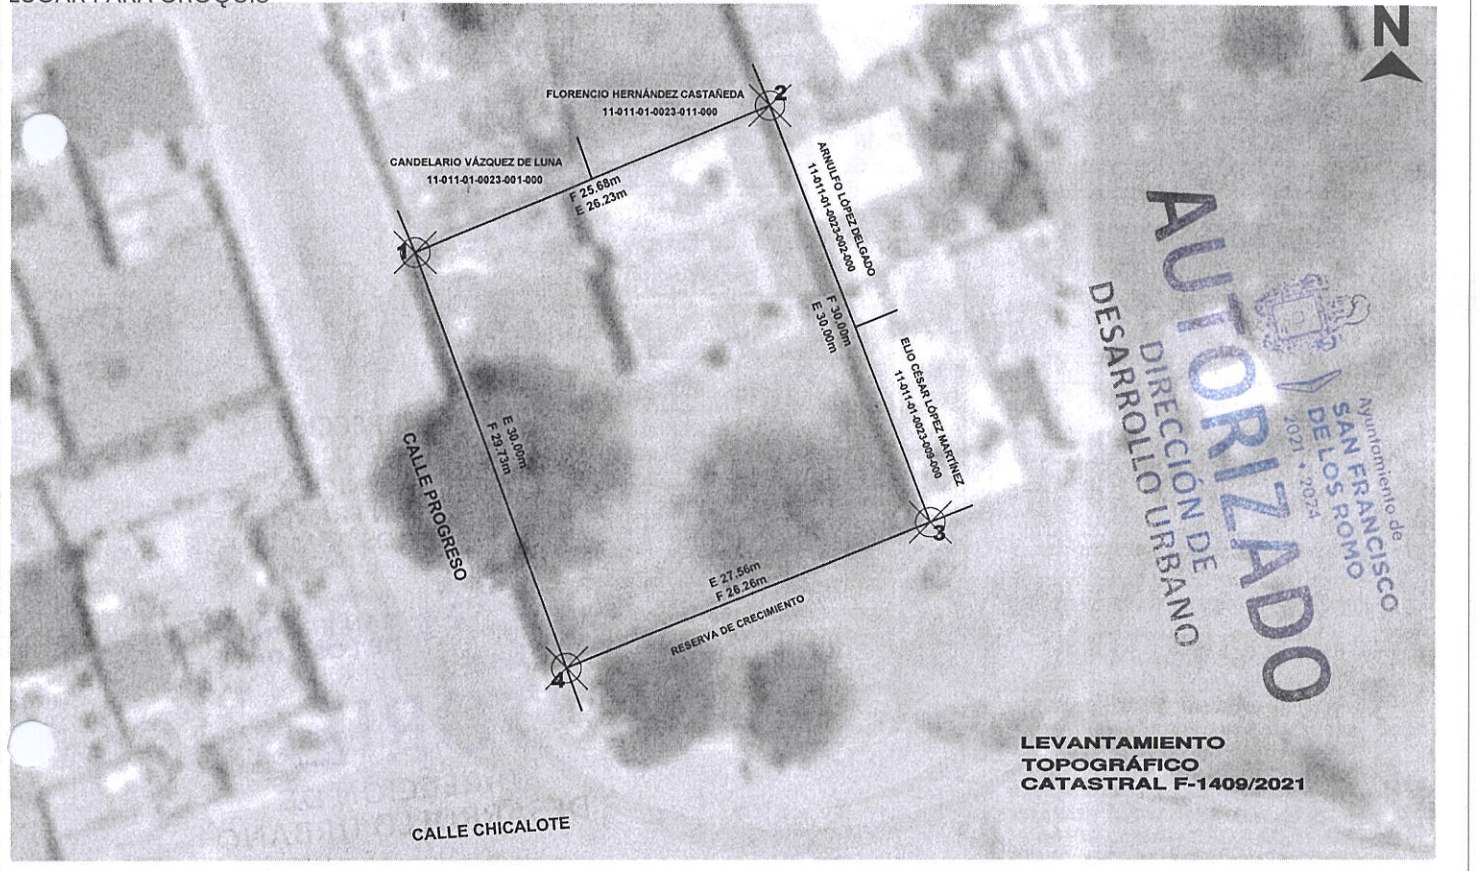 LUGAR PARA CROQUIS
N
FLORENCIO HERNÁNDEZ CASTAÑEDA
11-011-01-0023-011-000
2
CANDELARIO VÁZQUEZ DE LUNA
11-011-01-0023-001-000
F 25.68m
E 26.23m
1
ARNULFO LÓPEZ DELGADO
11-011-01-0023-002-000
F 30.00m
E 30.00m
ELIO CÉSAR LÓPEZ MARTÍNEZ
11-011-01-0023-009-000
E 30.00m
F 29.73m
CALLE PROGRESO
3
E 27.56m
F 26.26m
RESERVA DE CRECIMIENTO
4
CALLE CHICALOTE
Ayuntamiento de
SAN FRANCISCO
DE LOS ROMO
2021 • 2024
AUTORIZADO
DIRECCIÓN DE
DESARROLLO URBANO
LEVANTAMIENTO
TOPOGRÁFICO
CATASTRAL F-1409/2021